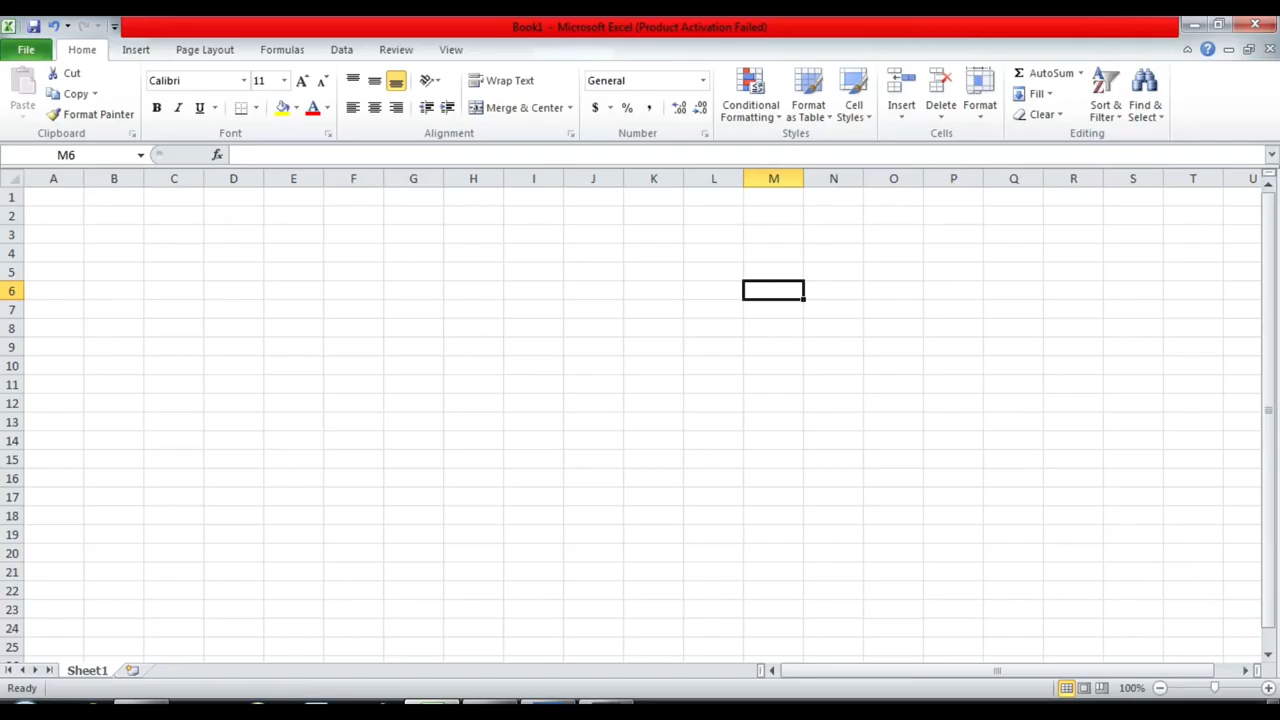 Book1 - Microsoft Excel (Product Activation Failed)
File Home Insert Page Layout Formulas Data Review View
Cut Calibri 11 Wrap Text General AutoSum
Paste Copy Conditional Formatting Format as Table Cell Styles Insert Delete Format Fill Sort & Filter Find & Select
Format Painter B I U A Merge & Center $ % , Clear
Clipboard Font Alignment Number Styles Cells Editing
M6 fx
A B C D E F G H I J K L M N O P Q R S T U
1
2
3
4
5
6
7
8
9
10
11
12
13
14
15
16
17
18
19
20
21
22
23
24
25
Sheet1
Ready 100%